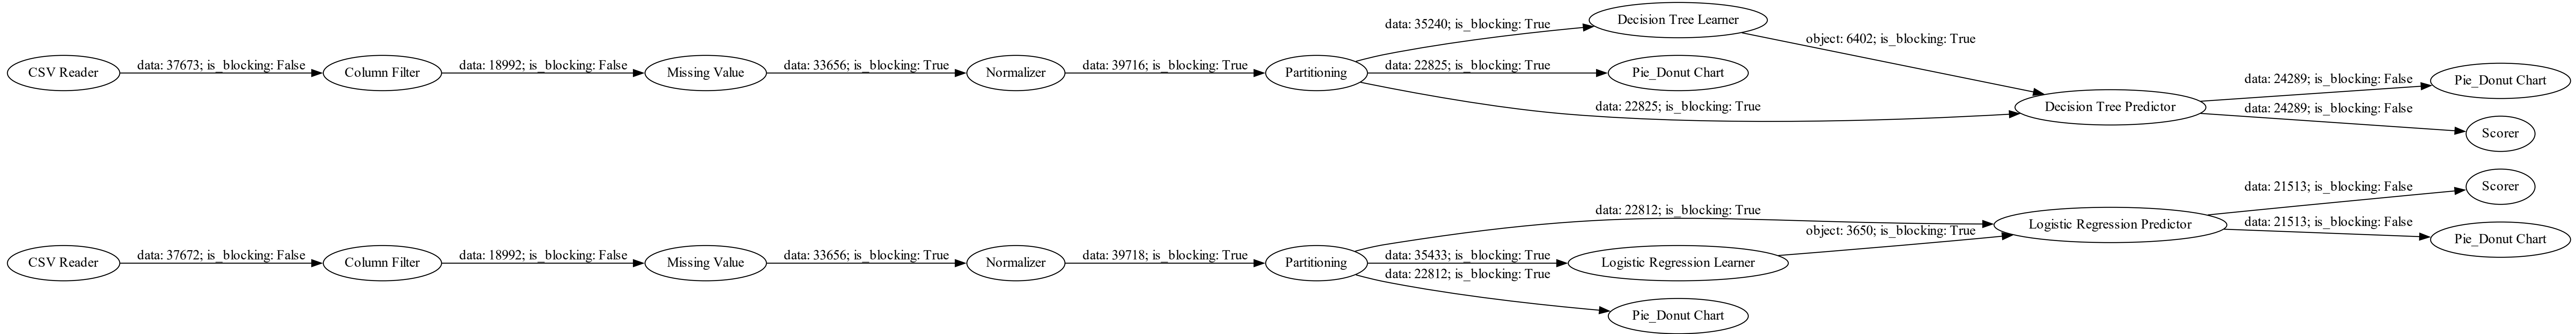 data: 35240; is_blocking: True
Decision Tree Learner
object: 6402; is_blocking: True
CSV Reader
data: 37673; is_blocking: False
Column Filter
data: 18992; is_blocking: False
Missing Value
data: 33656; is_blocking: True
Normalizer
data: 39716; is_blocking: True
Partitioning
data: 22825; is_blocking: True
Pie_Donut Chart
data: 22825; is_blocking: True
Decision Tree Predictor
data: 24289; is_blocking: False
Pie_Donut Chart
data: 24289; is_blocking: False
Scorer
CSV Reader
data: 37672; is_blocking: False
Column Filter
data: 18992; is_blocking: False
Missing Value
data: 33656; is_blocking: True
Normalizer
data: 39718; is_blocking: True
Partitioning
data: 22812; is_blocking: True
data: 35433; is_blocking: True
Logistic Regression Learner
object: 3650; is_blocking: True
data: 22812; is_blocking: True
Pie_Donut Chart
Logistic Regression Predictor
data: 21513; is_blocking: False
Scorer
data: 21513; is_blocking: False
Pie_Donut Chart